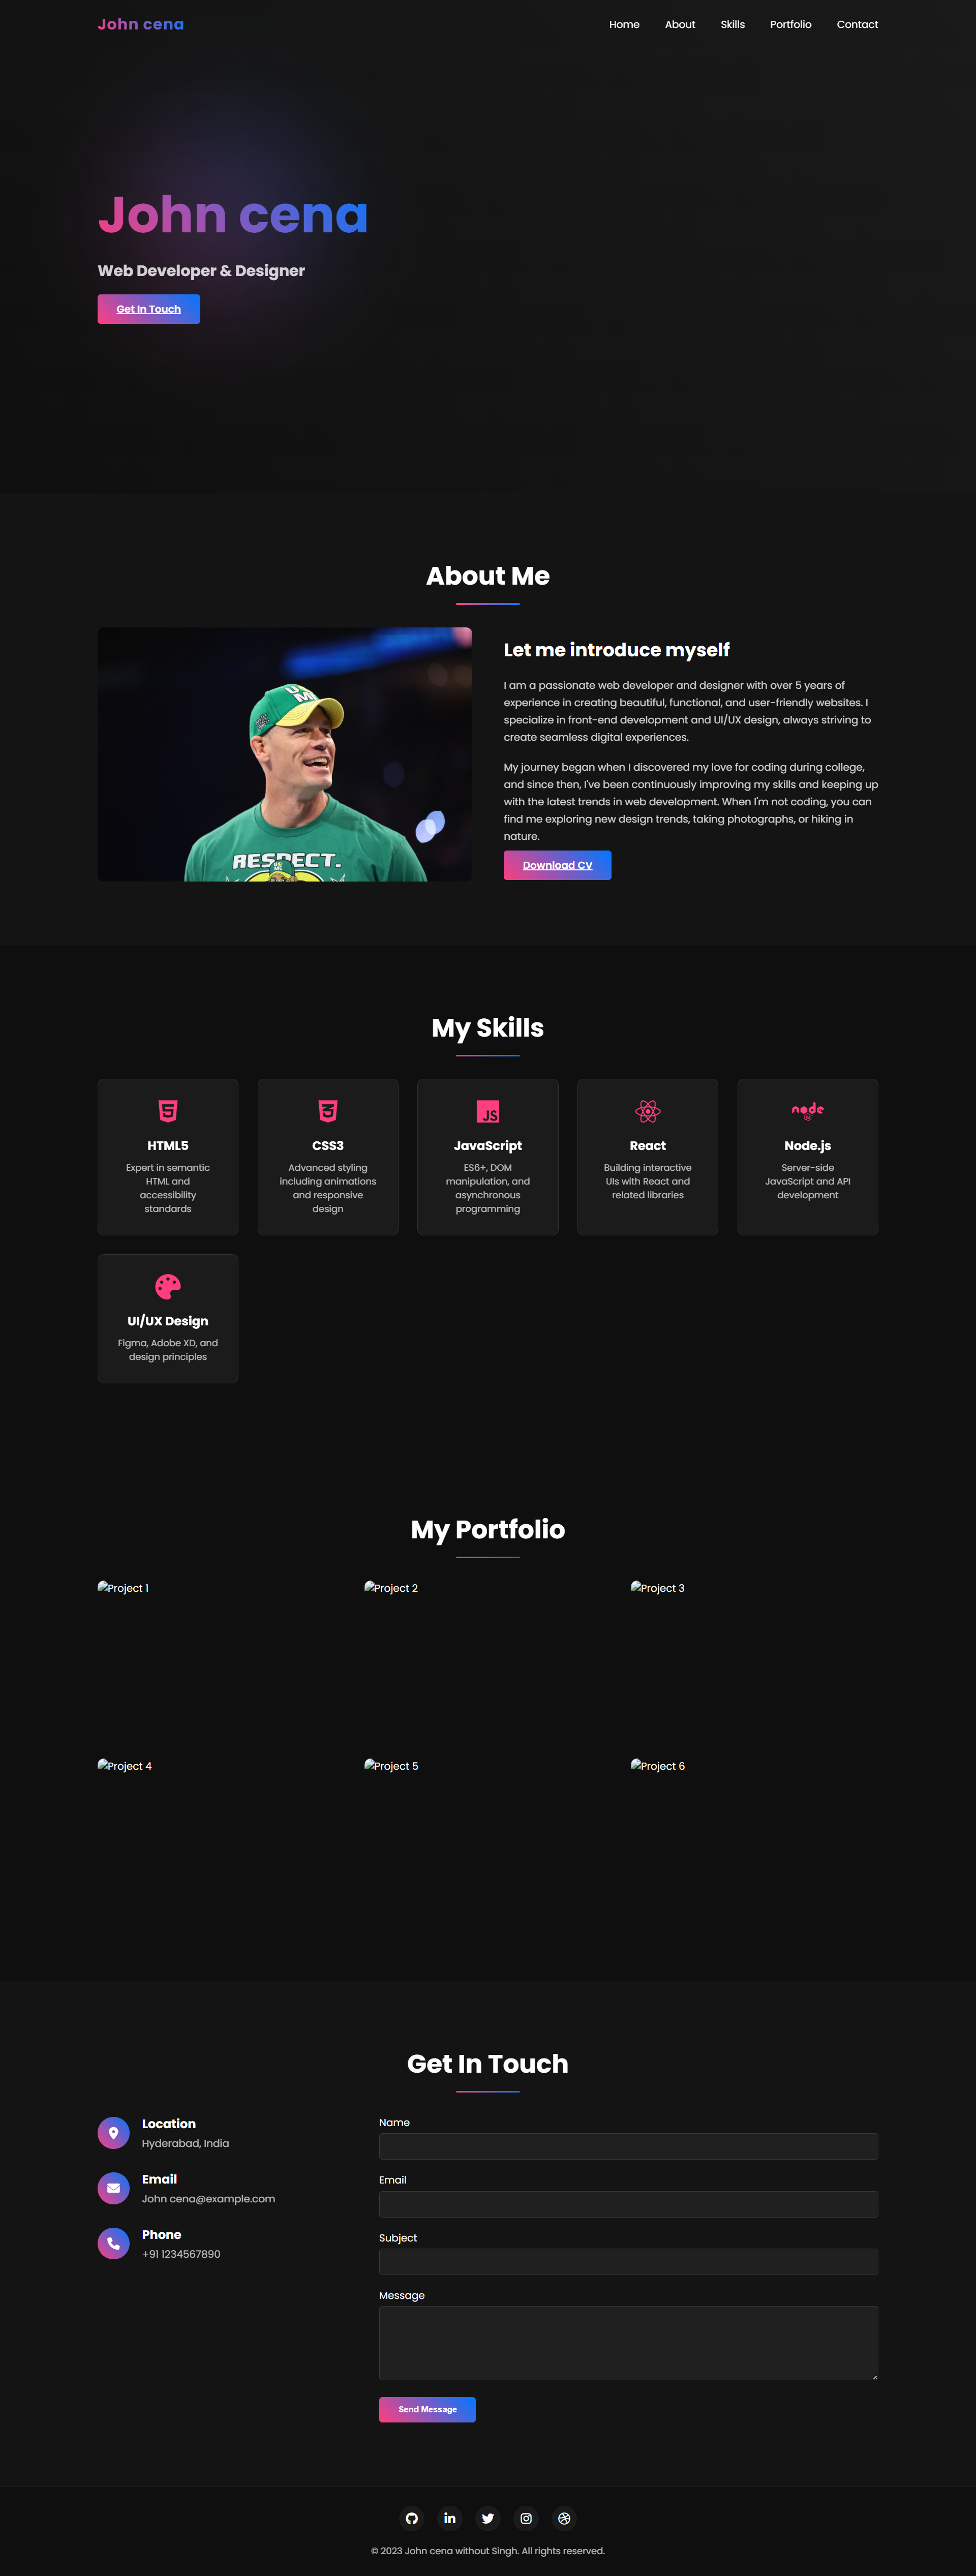 John cena
Home About Skills Portfolio Contact
John cena
Web Developer & Designer
Get In Touch
About Me
U
M
RESPECT.
Let me introduce myself
I am a passionate web developer and designer with over 5 years of
experience in creating beautiful, functional, and user-friendly websites. I
specialize in front-end development and UI/UX design, always striving to
create seamless digital experiences.
My journey began when I discovered my love for coding during college,
and since then, I've been continuously improving my skills and keeping up
with the latest trends in web development. When I'm not coding, you can
find me exploring new design trends, taking photographs, or hiking in
nature.
Download CV
My Skills
HTML5
Expert in semantic
HTML and
accessibility
standards
CSS3
Advanced styling
including animations
and responsive
design
JS
JavaScript
ES6+, DOM
manipulation, and
asynchronous
programming
React
Building interactive
UIs with React and
related libraries
node
Node.js
Server-side
JavaScript and API
development
UI/UX Design
Figma, Adobe XD, and
design principles
My Portfolio
Project 1 Project 2 Project 3
Project 4 Project 5 Project 6
Get In Touch
Location
Hyderabad, India
Email
John cena@example.com
Phone
+91 1234567890
Name
Email
Subject
Message
Send Message
in
© 2023 John cena without Singh. All rights reserved.